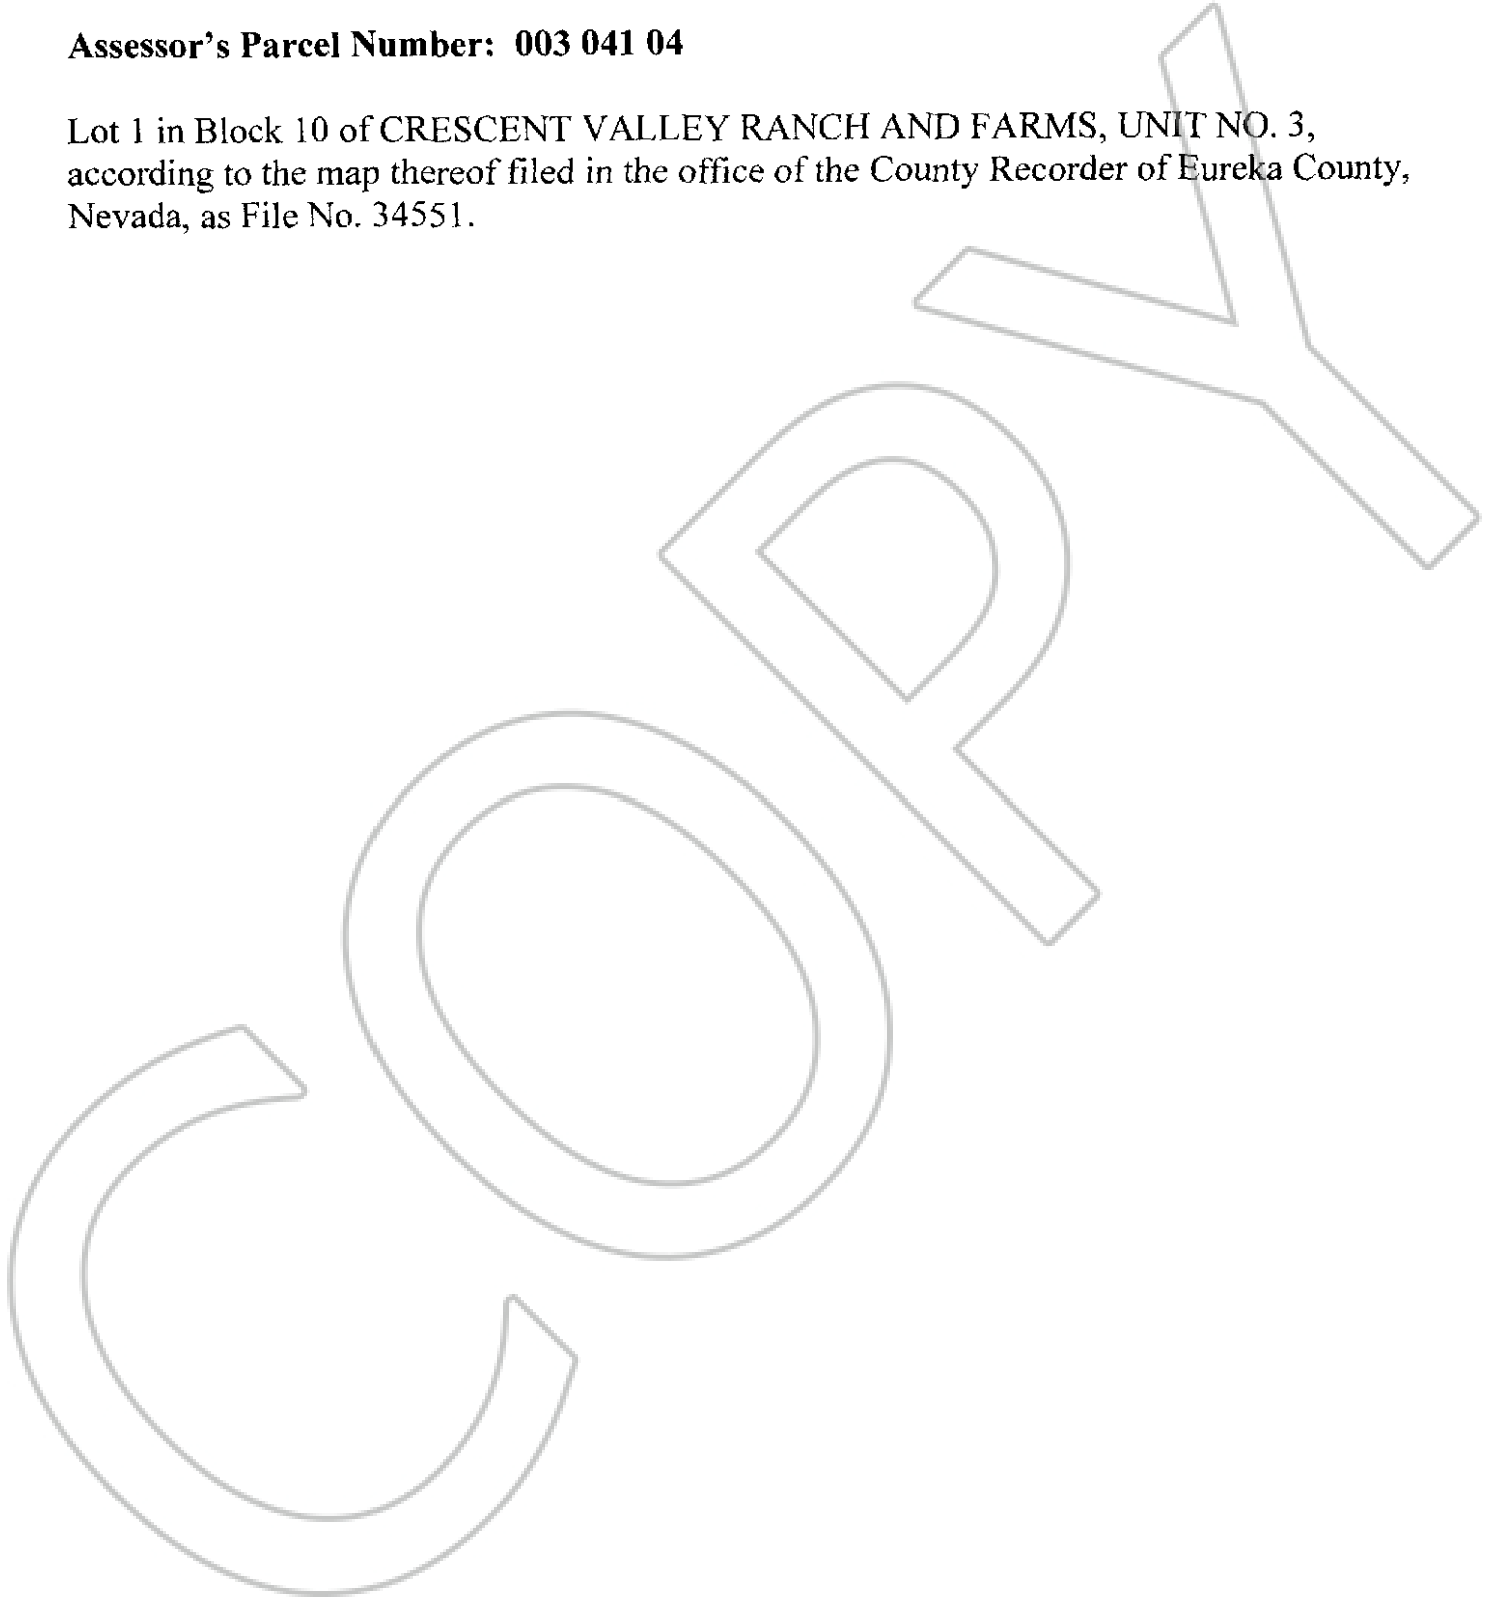 Assessor's Parcel Number: 003 041 04
Lot 1 in Block 10 of CRESCENT VALLEY RANCH AND FARMS, UNIT NO. 3,
according to the map thereof filed in the office of the County Recorder of Eureka County,
Nevada, as File No. 34551.
COPY